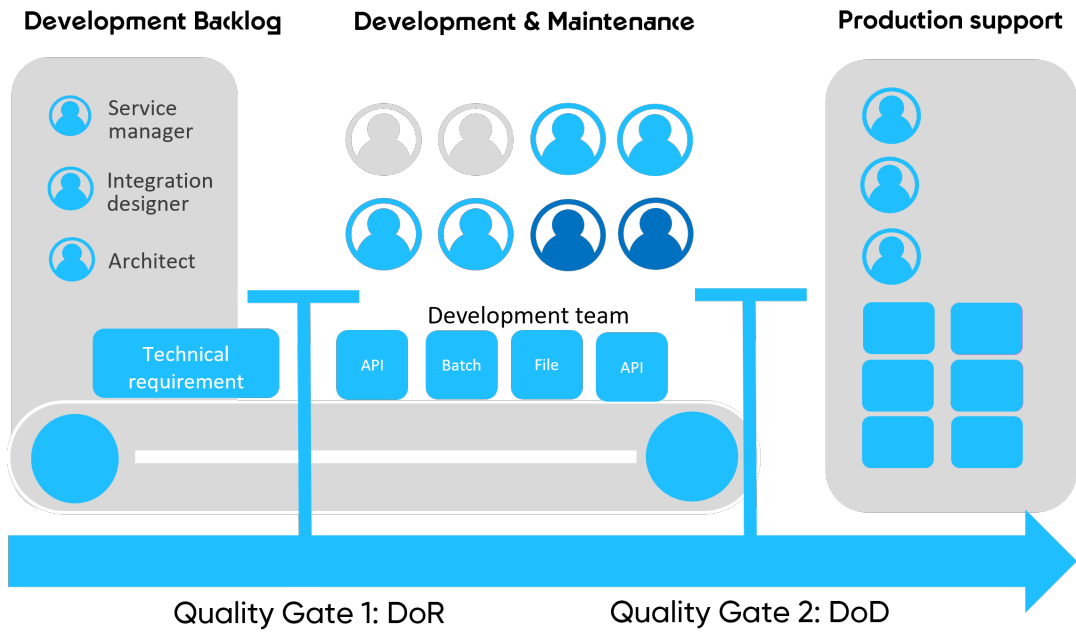 Development Backlog
Development & Maintenance
Production support
Service
manager
Integration
designer
Architect
Development team
Technical
requirement
API
Batch
File
API
Quality Gate 1: DoR
Quality Gate 2: DoD